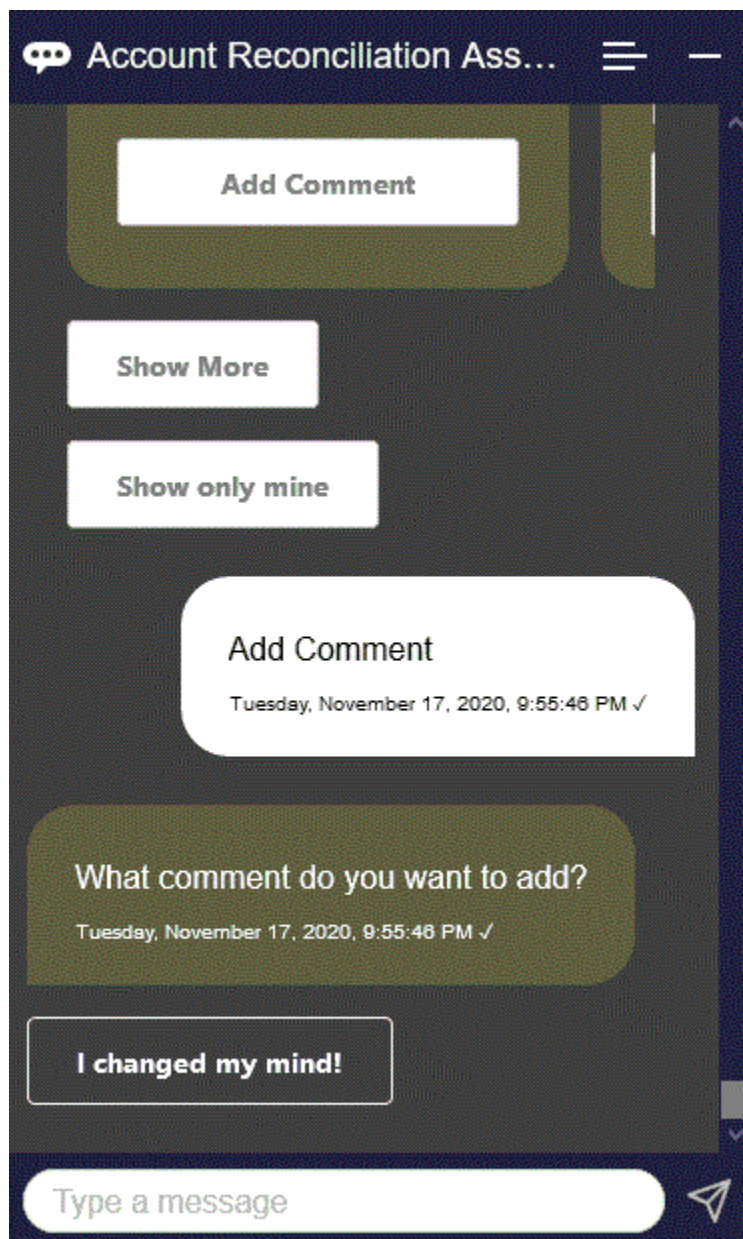 Account Reconciliation Ass...
Add Comment
Show More
Show only mine
Add Comment
Tuesday, November 17, 2020, 9:55:46 PM ✓
What comment do you want to add?
Tuesday, November 17, 2020, 9:55:46 PM ✓
I changed my mind!
Type a message